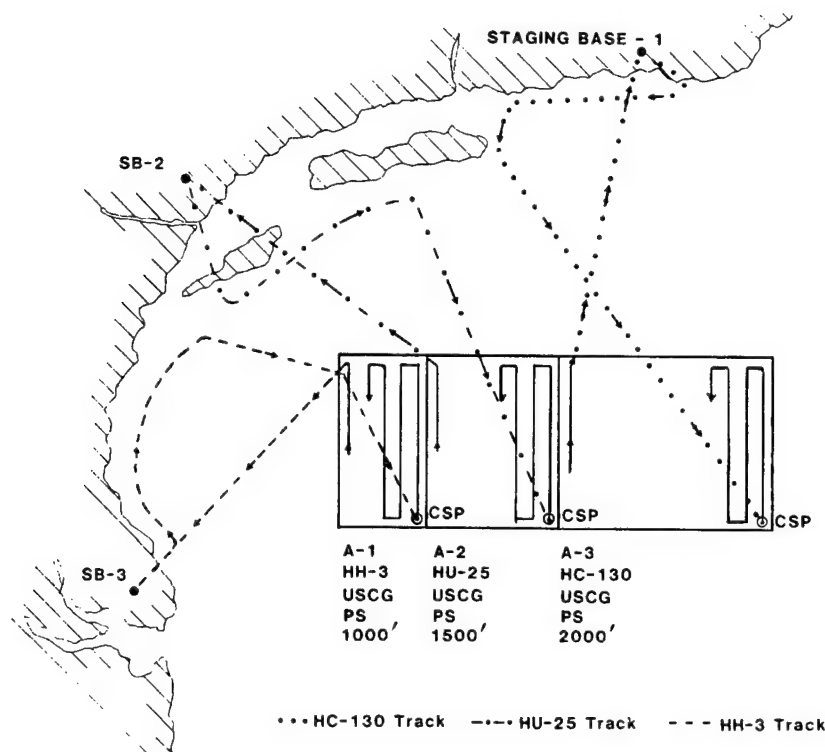 STAGING BASE - 1
SB-2
CSP
CSP
CSP
SB-3
A-1
HH-3
USCG
PS
1000′
A-2
HU-25
USCG
PS
1500′
A-3
HC-130
USCG
PS
2000′
HC-130 Track
HU-25 Track
HH-3 Track